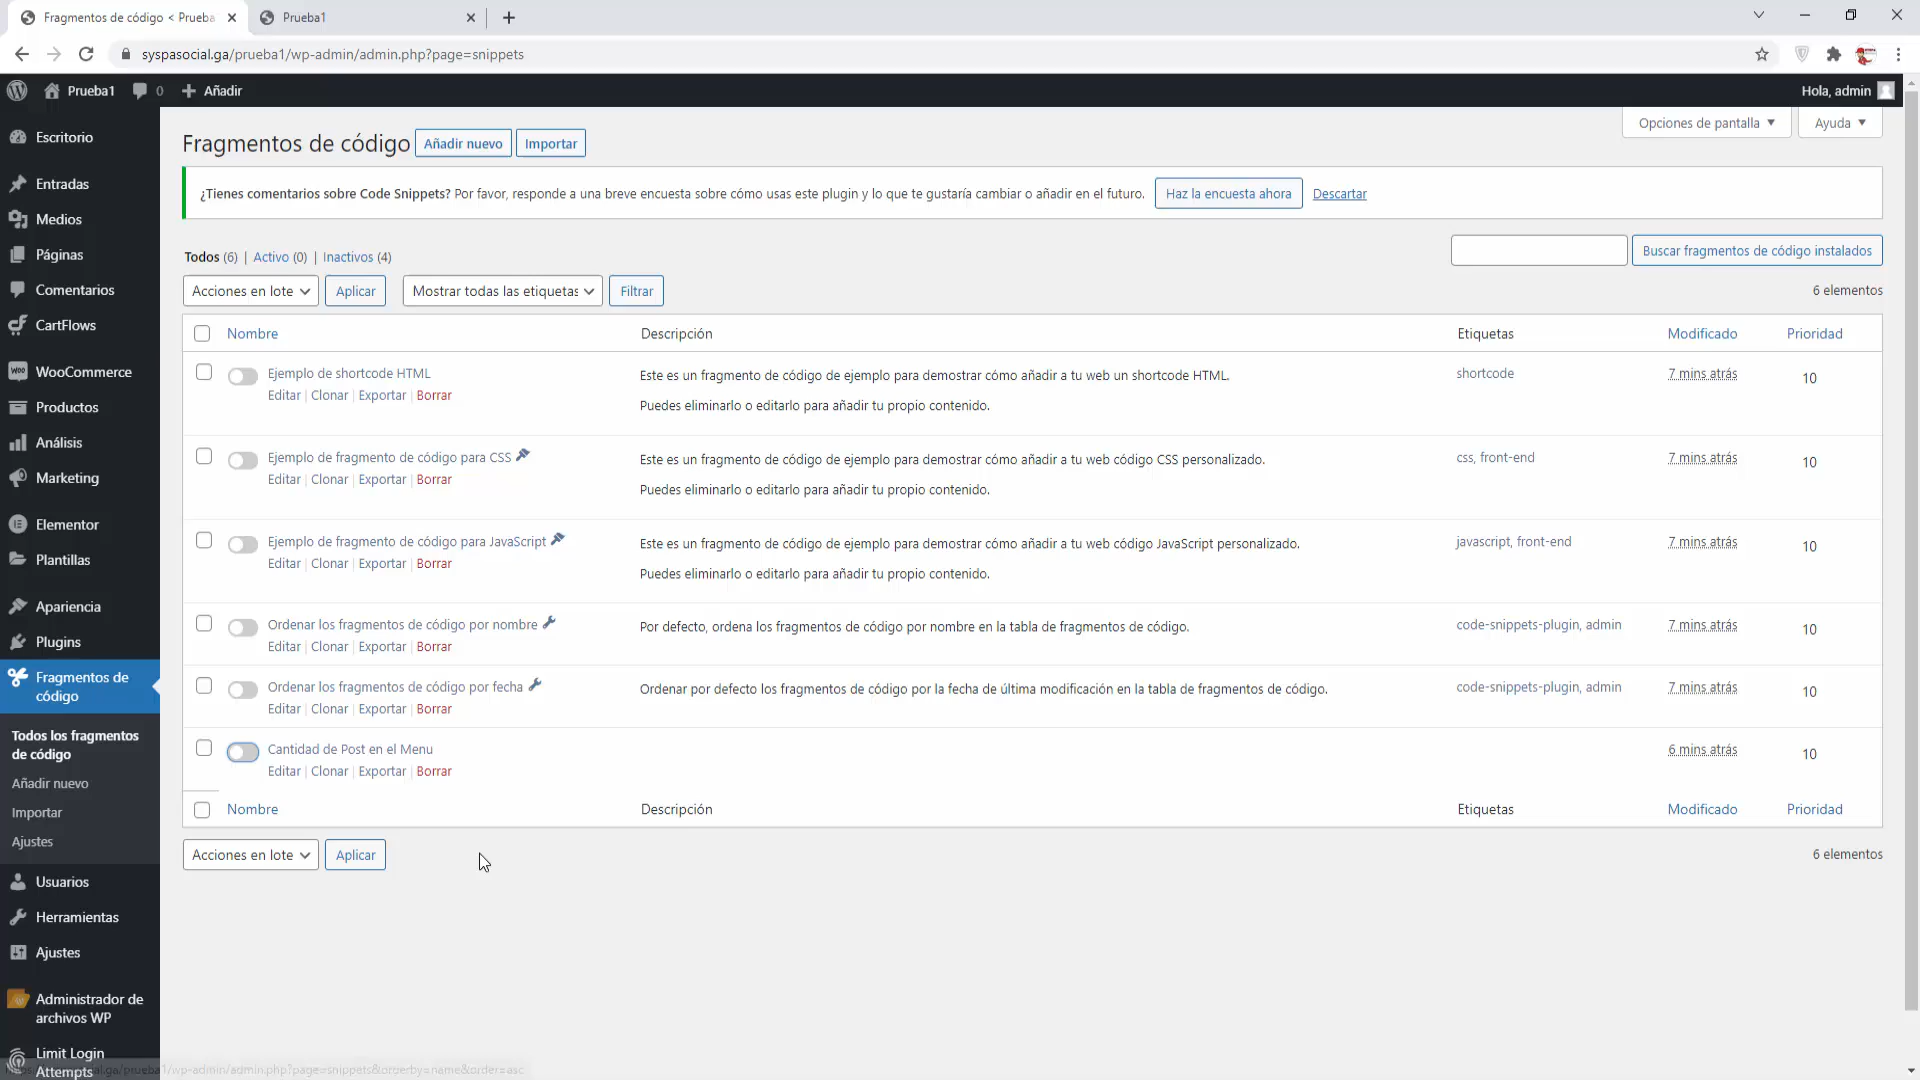 Fragmentos de código < Prueba
Prueba1
syspasocial.ga/prueba1/wp-admin/admin.php?page=snippets
Prueba1
0
Añadir
Hola, admin
Escritorio
Entradas
Medios
Páginas
Comentarios
CartFlows
WooCommerce
Productos
Análisis
Marketing
Elementor
Plantillas
Apariencia
Plugins
Fragmentos de
código
Todos los fragmentos
de código
Añadir nuevo
Importar
Ajustes
Usuarios
Herramientas
Ajustes
Administrador de
archivos WP
Limit Login
Attempts
Opciones de pantalla
Ayuda
Fragmentos de código
Añadir nuevo
Importar
¿Tienes comentarios sobre Code Snippets? Por favor, responde a una breve encuesta sobre cómo usas este plugin y lo que te gustaría cambiar o añadir en el futuro.
Haz la encuesta ahora
Descartar
Todos (6) | Activo (0) | Inactivos (4)
Buscar fragmentos de código instalados
Acciones en lote
Aplicar
Mostrar todas las etiquetas
Filtrar
6 elementos
Nombre
Descripción
Etiquetas
Modificado
Prioridad
Ejemplo de shortcode HTML
Editar | Clonar | Exportar | Borrar
Este es un fragmento de código de ejemplo para demostrar cómo añadir a tu web un shortcode HTML.
Puedes eliminarlo o editarlo para añadir tu propio contenido.
shortcode
7 mins atrás
10
Ejemplo de fragmento de código para CSS
Editar | Clonar | Exportar | Borrar
Este es un fragmento de código de ejemplo para demostrar cómo añadir a tu web código CSS personalizado.
Puedes eliminarlo o editarlo para añadir tu propio contenido.
css, front-end
7 mins atrás
10
Ejemplo de fragmento de código para JavaScript
Editar | Clonar | Exportar | Borrar
Este es un fragmento de código de ejemplo para demostrar cómo añadir a tu web código JavaScript personalizado.
Puedes eliminarlo o editarlo para añadir tu propio contenido.
javascript, front-end
7 mins atrás
10
Ordenar los fragmentos de código por nombre
Editar | Clonar | Exportar | Borrar
Por defecto, ordena los fragmentos de código por nombre en la tabla de fragmentos de código.
code-snippets-plugin, admin
7 mins atrás
10
Ordenar los fragmentos de código por fecha
Editar | Clonar | Exportar | Borrar
Ordenar por defecto los fragmentos de código por la fecha de última modificación en la tabla de fragmentos de código.
code-snippets-plugin, admin
7 mins atrás
10
Cantidad de Post en el Menu
Editar | Clonar | Exportar | Borrar
6 mins atrás
10
Nombre
Descripción
Etiquetas
Modificado
Prioridad
Acciones en lote
Aplicar
6 elementos
/wp-admin/admin.php?page=snippets&orderby=name&order=asc